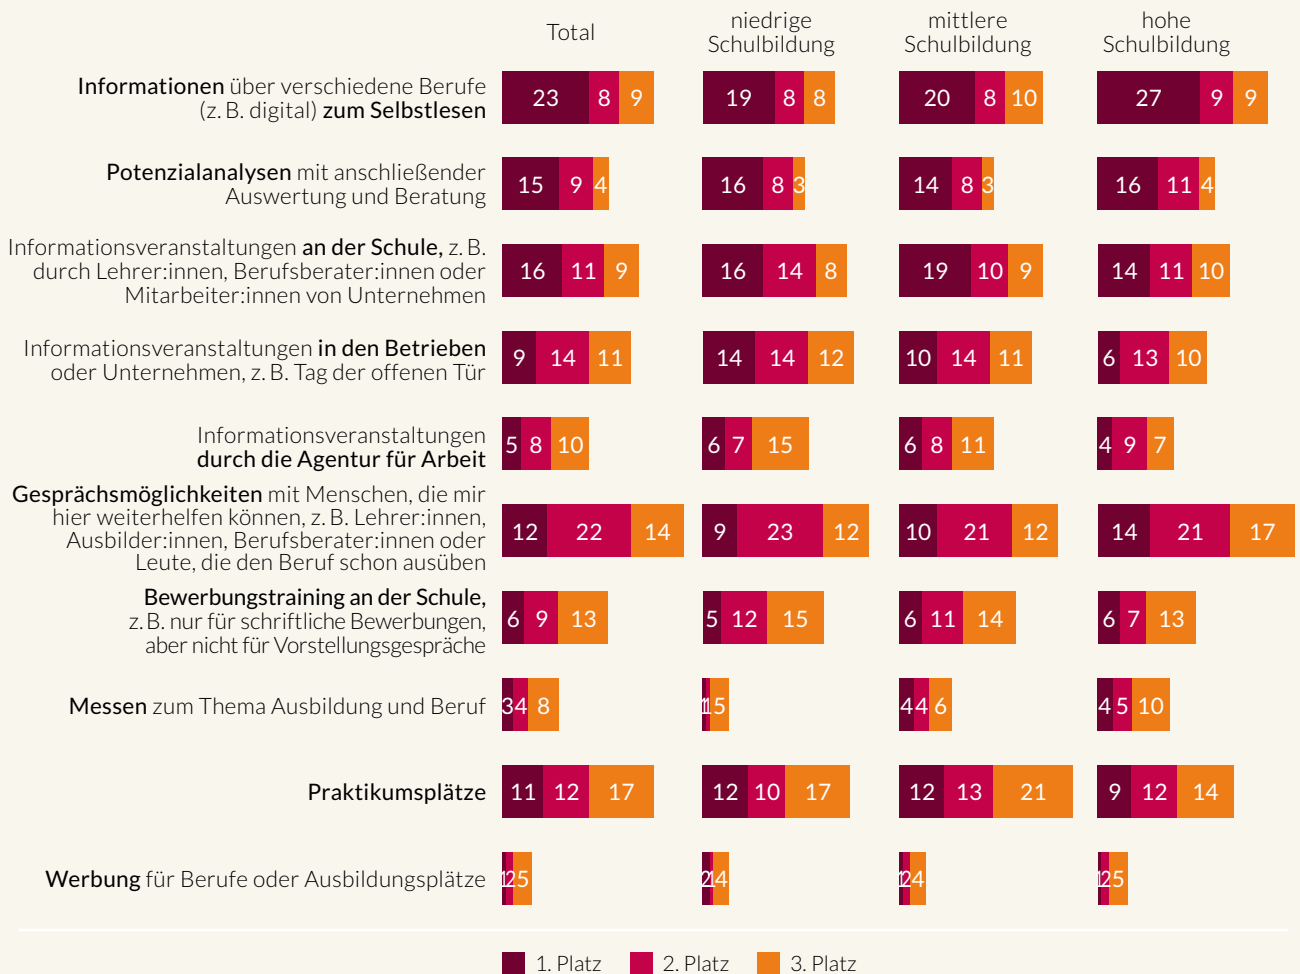 Total
niedrige
Schulbildung
mittlere
Schulbildung
hohe
Schulbildung
Informationen über verschiedene Berufe
(z. B. digital) zum Selbstlesen
23 8 9
19 8 8
20 8 10
27 9 9
Potenzialanalysen mit anschließender
Auswertung und Beratung
15 9 4
16 8 3
14 8 3
16 11 4
Informationsveranstaltungen an der Schule, z. B.
durch Lehrer:innen, Berufsberater:innen oder
Mitarbeiter:innen von Unternehmen
16 11 9
16 14 8
19 10 9
14 11 10
Informationsveranstaltungen in den Betrieben
oder Unternehmen, z. B. Tag der offenen Tür
9 14 11
14 14 12
10 14 11
6 13 10
Informationsveranstaltungen
durch die Agentur für Arbeit
5 8 10
6 7 15
6 8 11
4 9 7
Gesprächsmöglichkeiten mit Menschen, die mir
hier weiterhelfen können, z. B. Lehrer:innen,
Ausbilder:innen, Berufsberater:innen oder
Leute, die den Beruf schon ausüben
12 22 14
9 23 12
10 21 12
14 21 17
Bewerbungstraining an der Schule,
z. B. nur für schriftliche Bewerbungen,
aber nicht für Vorstellungsgespräche
6 9 13
5 12 15
6 11 14
6 7 13
Messen zum Thema Ausbildung und Beruf
3 4 8
1 5
4 4 6
4 5 10
Praktikumsplätze
11 12 17
12 10 17
12 13 21
9 12 14
Werbung für Berufe oder Ausbildungsplätze
1 2 5
2 1 4
1 2 4
1 2 5
1. Platz
2. Platz
3. Platz